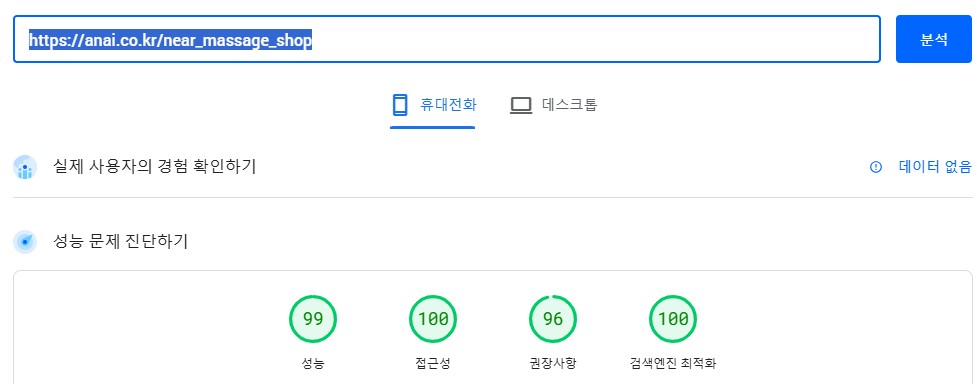 https://anai.co.kr/near_massage_shop 분석
휴대전화 데스크톱
실제 사용자의 경험 확인하기 데이터 없음
성능 문제 진단하기
99 100 96 100
성능 접근성 권장사항 검색엔진 최적화